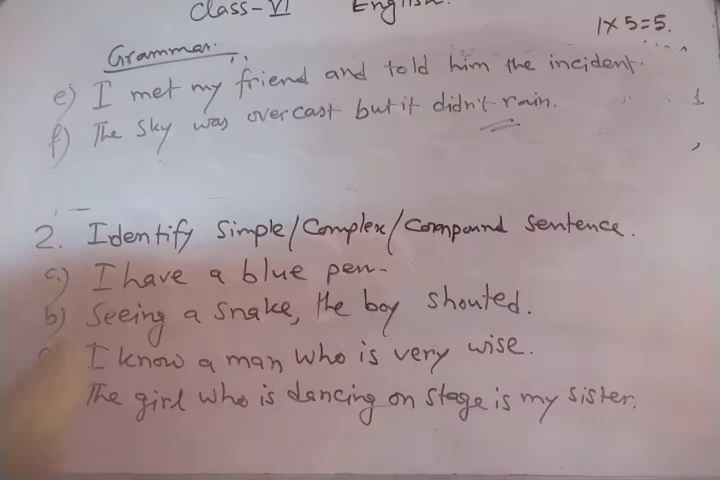 Class-VI English.
1×5=5.
Grammar:
e) I met my friend and told him the incident.
f) The sky was overcast but it didn't rain.
2. Identify Simple/Complex/Compound Sentence.
a) I have a blue pen.
b) Seeing a snake, the boy shouted.
I know a man who is very wise.
The girl who is dancing on stage is my sister.